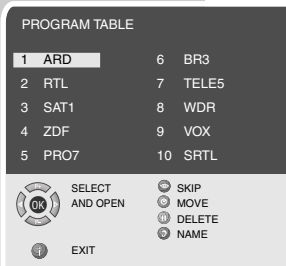 PROGRAM TABLE
1 ARD
2 RTL
3 SAT1
4 ZDF
5 PRO7
6 BR3
7 TELE5
8 WDR
9 VOX
10 SRTL
OK
SELECT
AND OPEN
i
EXIT
SKIP
MOVE
DELETE
NAME